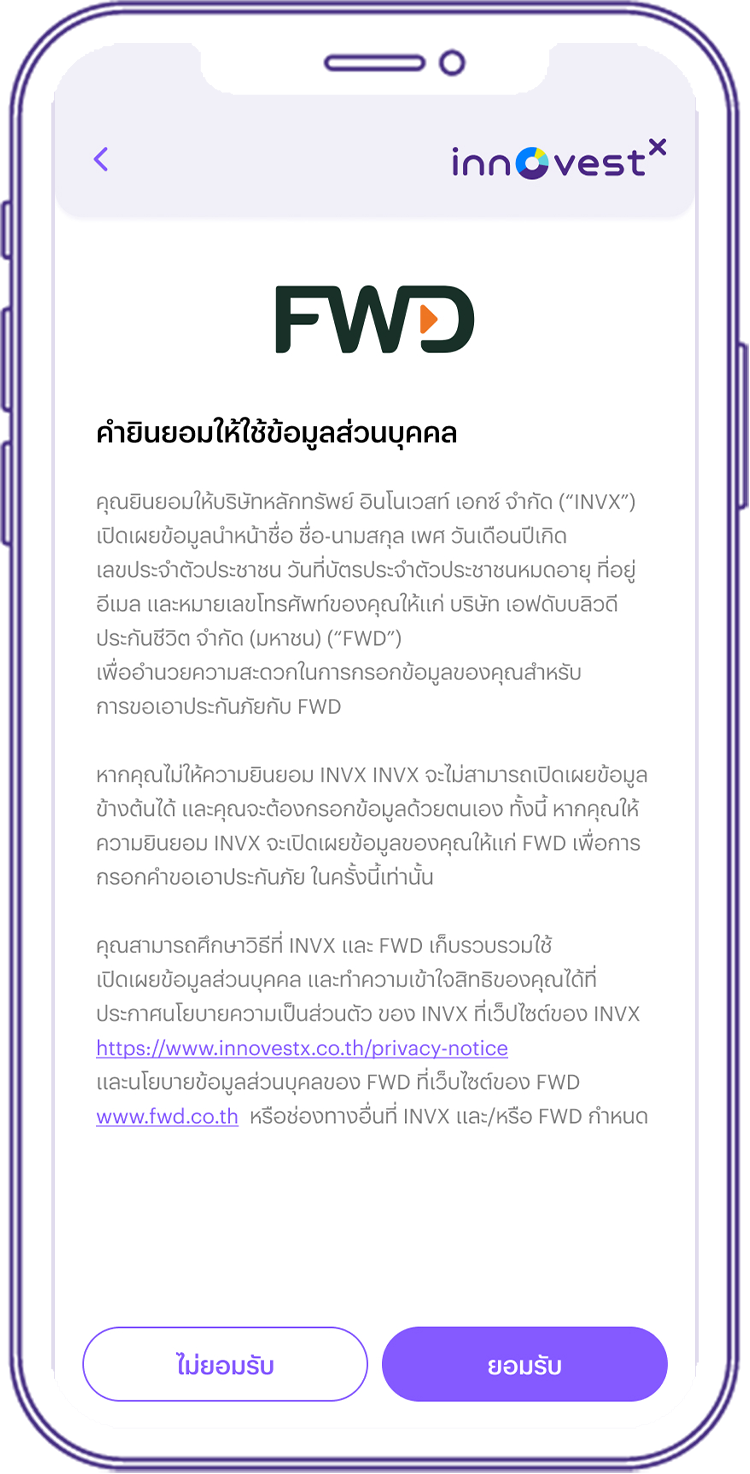 innovestx
FWD
คำยินยอมให้ใช้ข้อมูลส่วนบุคคล
คุณยินยอมให้บริษัทหลักทรัพย์ อินโนเวสท์ เอกซ์ จำกัด (“INVX”)
เปิดเผยข้อมูลนำหน้าชื่อ ชื่อ-นามสกุล เพศ วันเดือนปีเกิด
เลขประจำตัวประชาชน วันที่บัตรประจำตัวประชาชนหมดอายุ ที่อยู่
อีเมล และหมายเลขโทรศัพท์ของคุณให้แก่ บริษัท เอฟดับบลิวดี
ประกันชีวิต จำกัด (มหาชน) (“FWD”)
เพื่ออำนวยความสะดวกในการกรอกข้อมูลของคุณสำหรับ
การขอเอาประกันภัยกับ FWD
หากคุณไม่ให้ความยินยอม INVX INVX จะไม่สามารถเปิดเผยข้อมูล
ข้างต้นได้ และคุณจะต้องกรอกข้อมูลด้วยตนเอง ทั้งนี้ หากคุณให้
ความยินยอม INVX จะเปิดเผยข้อมูลของคุณให้แก่ FWD เพื่อการ
กรอกคำขอเอาประกันภัย ในครั้งนี้เท่านั้น
คุณสามารถศึกษาวิธีที่ INVX และ FWD เก็บรวบรวมใช้
เปิดเผยข้อมูลส่วนบุคคล และทำความเข้าใจสิทธิของคุณได้ที่
ประกาศนโยบายความเป็นส่วนตัว ของ INVX ที่เว็ปไซต์ของ INVX
https://www.innovestx.co.th/privacy-notice
และนโยบายข้อมูลส่วนบุคลของ FWD ที่เว็บไซต์ของ FWD
www.fwd.co.th หรือช่องทางอื่นที่ INVX และ/หรือ FWD กำหนด
ไม่ยอมรับ
ยอมรับ